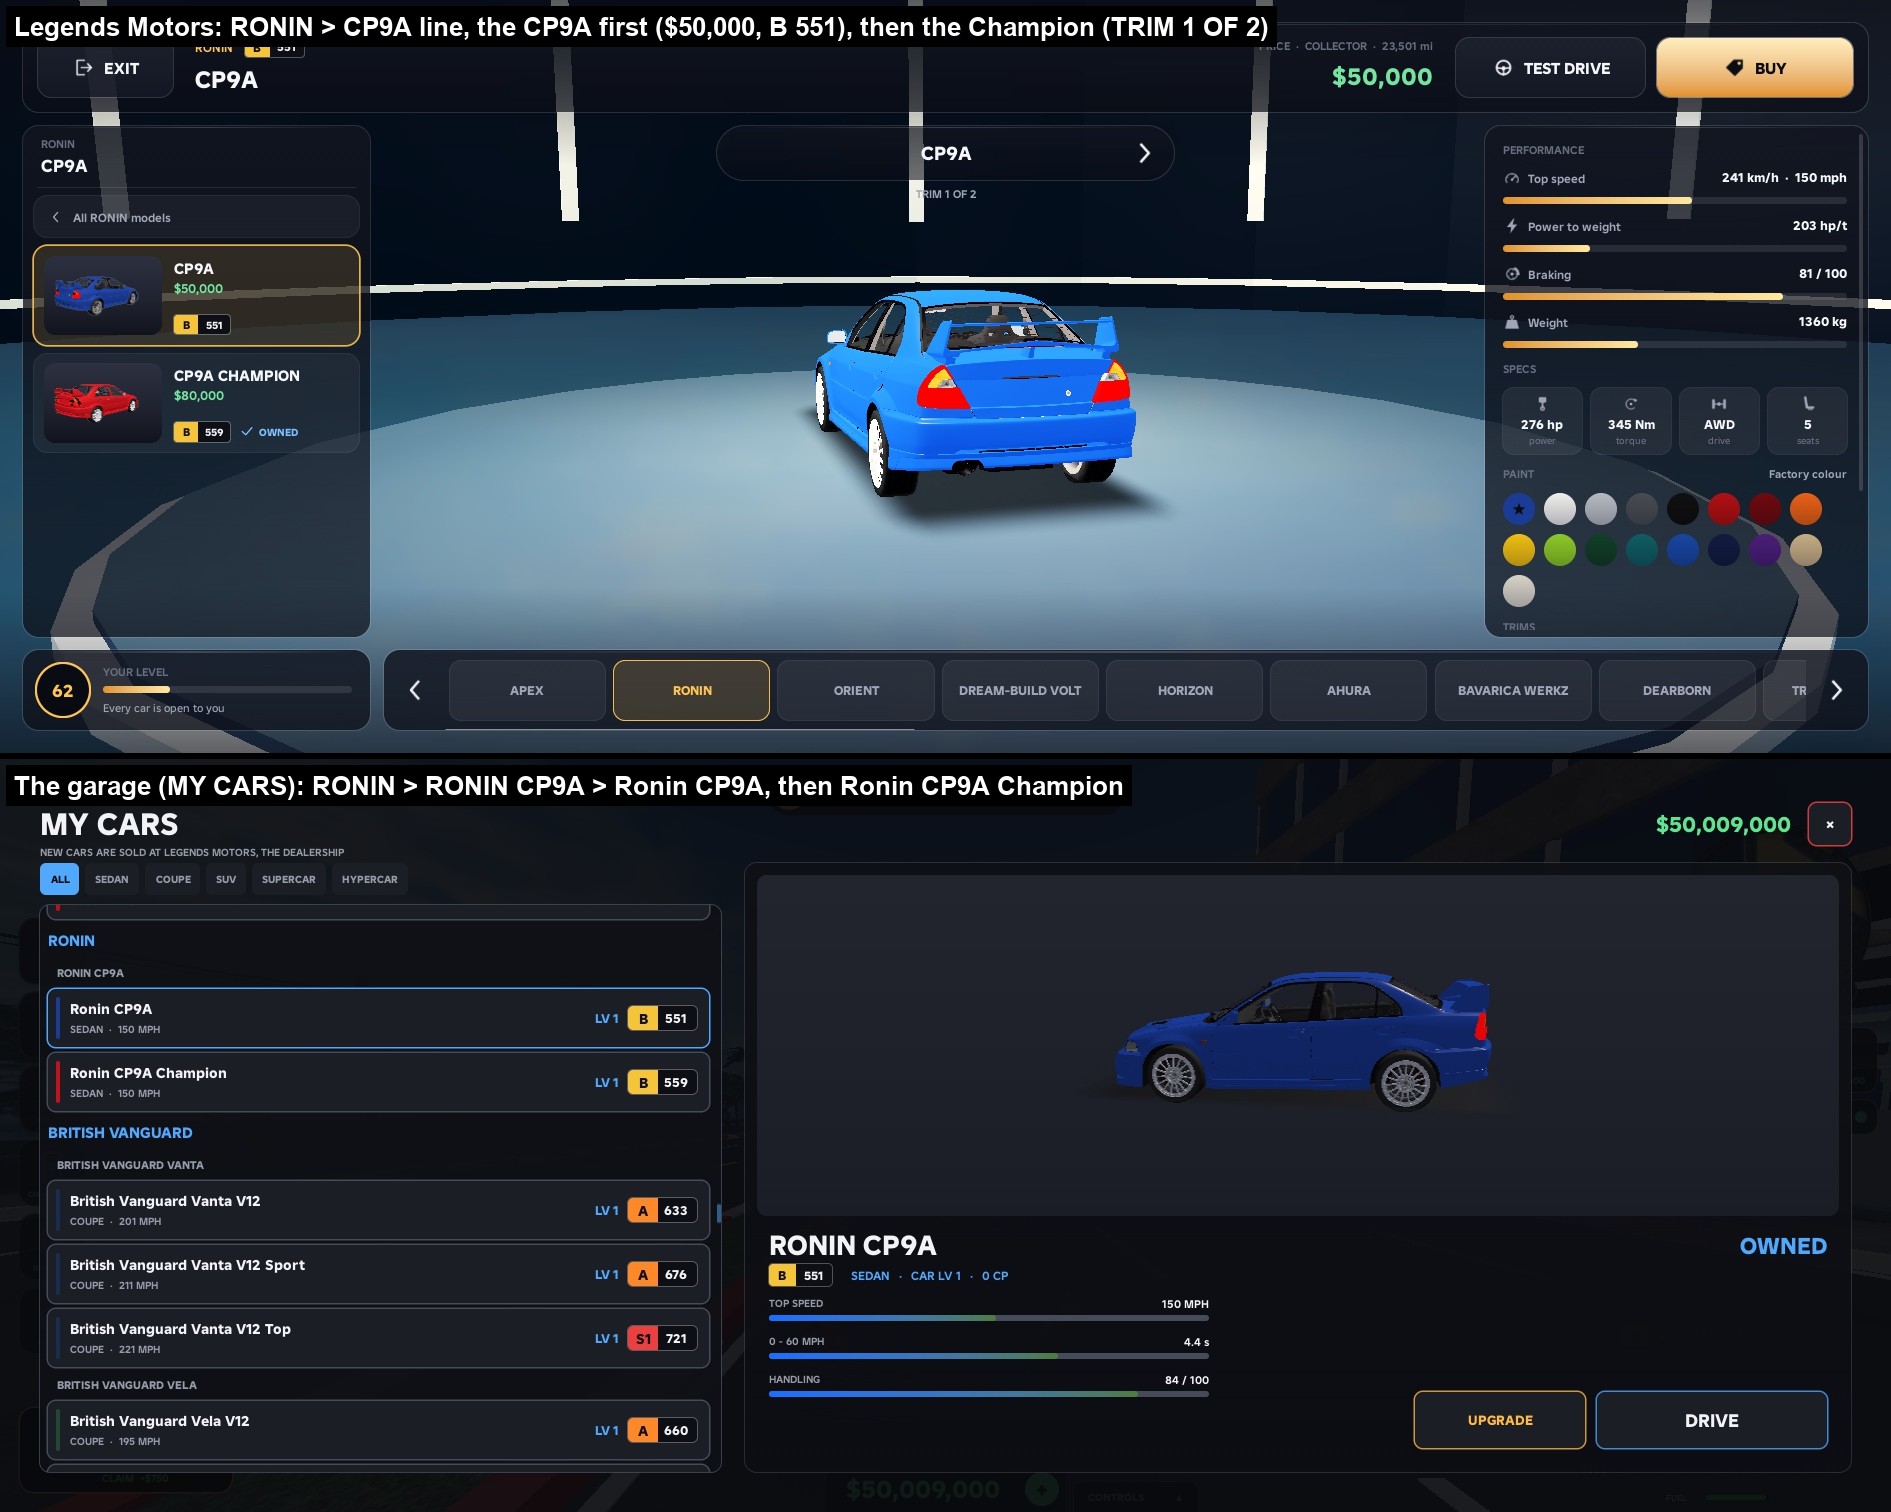 Legends Motors: RONIN > CP9A line, the CP9A first ($50,000, B 551), then the Champion (TRIM 1 OF 2)
EXIT
RONIN B 551
CP9A
PRICE · COLLECTOR · 23,501 mi
$50,000
TEST DRIVE
BUY
RONIN
CP9A
All RONIN models
CP9A
$50,000
B 551
CP9A CHAMPION
$80,000
B 559 OWNED
CP9A
TRIM 1 OF 2
PERFORMANCE
Top speed 241 km/h · 150 mph
Power to weight 203 hp/t
Braking 81 / 100
Weight 1360 kg
SPECS
276 hp 345 Nm AWD 5
power torque drive seats
PAINT Factory colour
TRIMS
62
YOUR LEVEL
Every car is open to you
APEX RONIN ORIENT DREAM-BUILD VOLT HORIZON AHURA BAVARICA WERKZ DEARBORN TR
The garage (MY CARS): RONIN > RONIN CP9A > Ronin CP9A, then Ronin CP9A Champion
MY CARS
$50,009,000 ×
NEW CARS ARE SOLD AT LEGENDS MOTORS, THE DEALERSHIP
ALL SEDAN COUPE SUV SUPERCAR HYPERCAR
RONIN
RONIN CP9A
Ronin CP9A
SEDAN · 150 MPH
LV 1 B 551
Ronin CP9A Champion
SEDAN · 150 MPH
LV 1 B 559
BRITISH VANGUARD
BRITISH VANGUARD VANTA
British Vanguard Vanta V12
COUPE · 201 MPH
LV 1 A 633
British Vanguard Vanta V12 Sport
COUPE · 211 MPH
LV 1 A 676
British Vanguard Vanta V12 Top
COUPE · 221 MPH
LV 1 S1 721
BRITISH VANGUARD VELA
British Vanguard Vela V12
COUPE · 195 MPH
LV 1 A 660
RONIN CP9A
OWNED
B 551 SEDAN · CAR LV 1 · 0 CP
TOP SPEED 150 MPH
0 - 60 MPH 4.4 s
HANDLING 84 / 100
UPGRADE
DRIVE
CLAIM +$750
$50,009,000 +
CONTROLS
FUEL